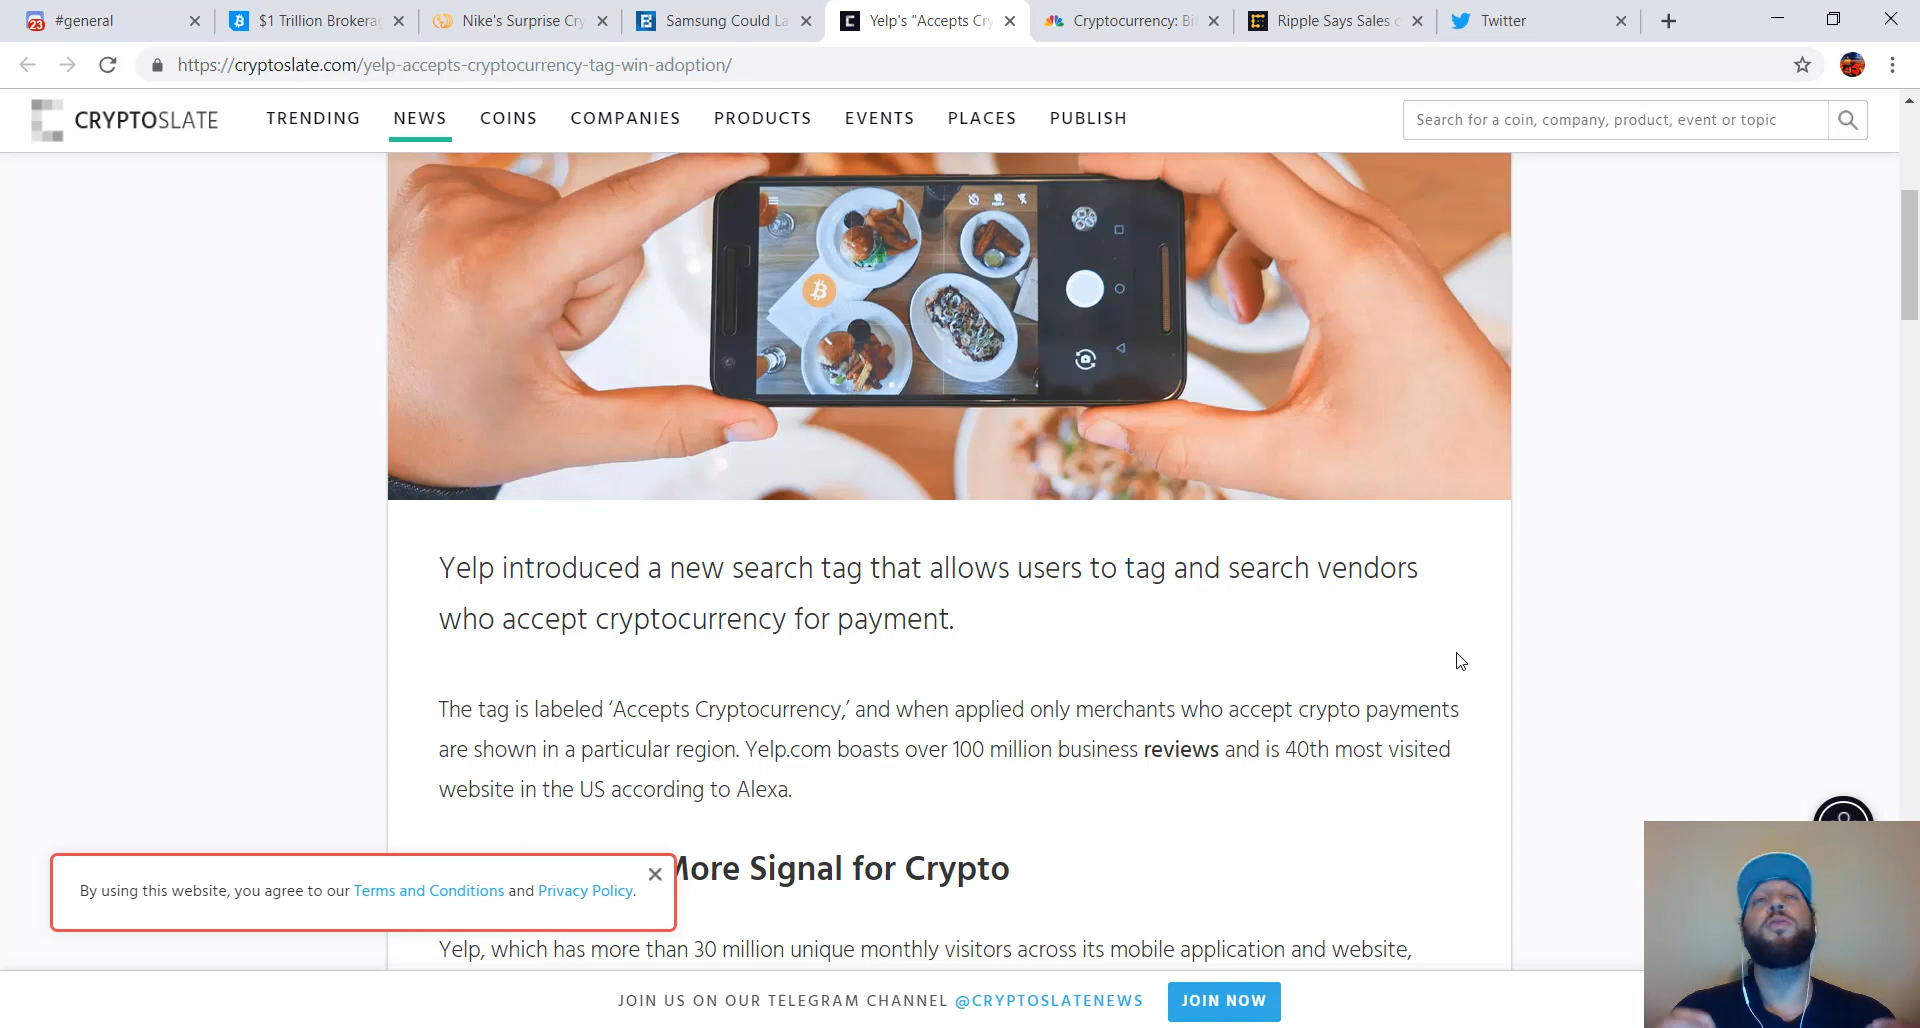 23
#general
$1 Trillion Brokerag
Nike's Surprise Cry
Samsung Could La
Yelp's "Accepts Cry
Cryptocurrency: Bi
Ripple Says Sales o
Twitter
https://cryptoslate.com/yelp-accepts-cryptocurrency-tag-win-adoption/
CRYPTOSLATE
TRENDING
NEWS
COINS
COMPANIES
PRODUCTS
EVENTS
PLACES
PUBLISH
Search for a coin, company, product, event or topic
Yelp introduced a new search tag that allows users to tag and search vendors
who accept cryptocurrency for payment.
The tag is labeled ‘Accepts Cryptocurrency,’ and when applied only merchants who accept crypto payments
are shown in a particular region. Yelp.com boasts over 100 million business reviews and is 40th most visited
website in the US according to Alexa.
More Signal for Crypto
By using this website, you agree to our Terms and Conditions and Privacy Policy.
Yelp, which has more than 30 million unique monthly visitors across its mobile application and website,
JOIN US ON OUR TELEGRAM CHANNEL @CRYPTOSLATENEWS
JOIN NOW